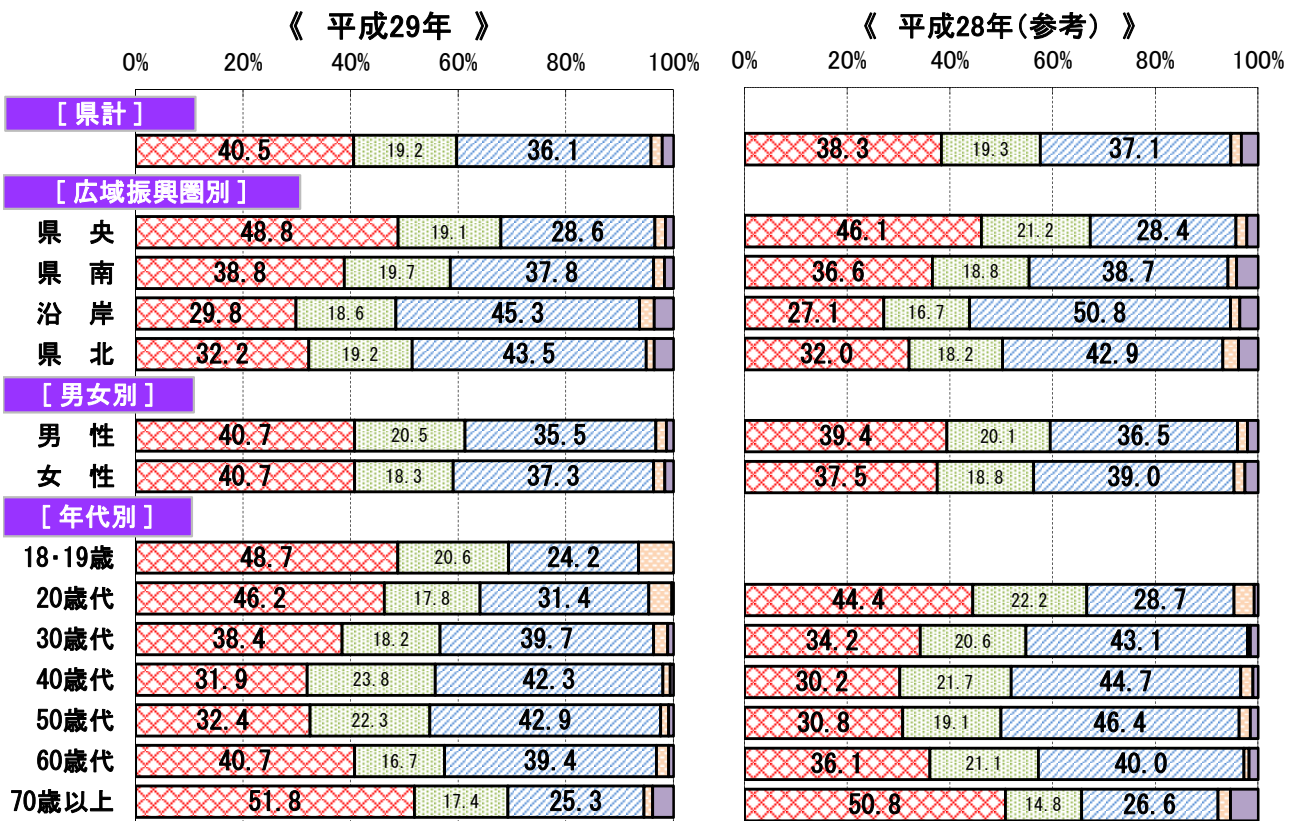 《 平成29年 》 《 平成28年(参考) 》
0% 20% 40% 60% 80% 100% 0% 20% 40% 60% 80% 100%
[ 県計 ]
40.5 19.2 36.1 38.3 19.3 37.1
[ 広域振興圏別 ]
県 央 48.8 19.1 28.6 46.1 21.2 28.4
県 南 38.8 19.7 37.8 36.6 18.8 38.7
沿 岸 29.8 18.6 45.3 27.1 16.7 50.8
県 北 32.2 19.2 43.5 32.0 18.2 42.9
[ 男女別 ]
男 性 40.7 20.5 35.5 39.4 20.1 36.5
女 性 40.7 18.3 37.3 37.5 18.8 39.0
[ 年代別 ]
18・19歳 48.7 20.6 24.2
20歳代 46.2 17.8 31.4 44.4 22.2 28.7
30歳代 38.4 18.2 39.7 34.2 20.6 43.1
40歳代 31.9 23.8 42.3 30.2 21.7 44.7
50歳代 32.4 22.3 42.9 30.8 19.1 46.4
60歳代 40.7 16.7 39.4 36.1 21.1 40.0
70歳以上 51.8 17.4 25.3 50.8 14.8 26.6